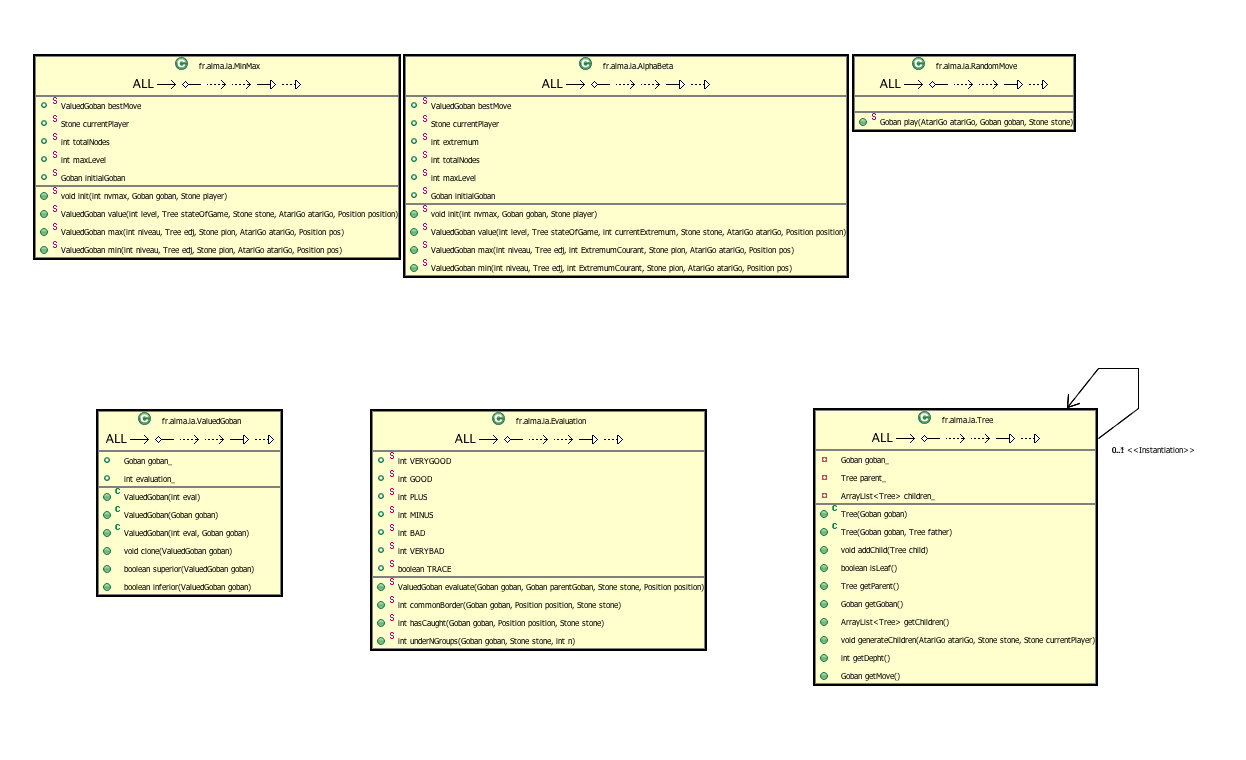 fr.alma.ia.MinMax
ALL
S ValuedGoban bestMove
S Stone currentPlayer
S int totalNodes
S int maxLevel
S Goban initialGoban
S void init(int nvmax, Goban goban, Stone player)
S ValuedGoban value(int level, Tree stateOfGame, Stone stone, AtariGo atariGo, Position position)
S ValuedGoban max(int niveau, Tree edj, Stone pion, AtariGo atariGo, Position pos)
S ValuedGoban min(int niveau, Tree edj, Stone pion, AtariGo atariGo, Position pos)
fr.alma.ia.AlphaBeta
ALL
S ValuedGoban bestMove
S Stone currentPlayer
S int extremum
S int totalNodes
S int maxLevel
S Goban initialGoban
S void init(int nvmax, Goban goban, Stone player)
S ValuedGoban value(int level, Tree stateOfGame, int currentExtremum, Stone stone, AtariGo atariGo, Position position)
S ValuedGoban max(int niveau, Tree edj, int ExtremumCourant, Stone pion, AtariGo atariGo, Position pos)
S ValuedGoban min(int niveau, Tree edj, int ExtremumCourant, Stone pion, AtariGo atariGo, Position pos)
fr.alma.ia.RandomMove
ALL
S Goban play(AtariGo atariGo, Goban goban, Stone stone)
fr.alma.ia.ValuedGoban
ALL
Goban goban_
int evaluation_
C ValuedGoban(int eval)
C ValuedGoban(Goban goban)
C ValuedGoban(int eval, Goban goban)
void clone(ValuedGoban goban)
boolean superior(ValuedGoban goban)
boolean inferior(ValuedGoban goban)
fr.alma.ia.Evaluation
ALL
S int VERYGOOD
S int GOOD
S int PLUS
S int MINUS
S int BAD
S int VERYBAD
S boolean TRACE
S ValuedGoban evaluate(Goban goban, Goban parentGoban, Stone stone, Position position)
S int commonBorder(Goban goban, Position position, Stone stone)
S int hasCaught(Goban goban, Position position, Stone stone)
S int underNGroups(Goban goban, Stone stone, int n)
fr.alma.ia.Tree
ALL
Goban goban_
Tree parent_
ArrayList<Tree> children_
C Tree(Goban goban)
C Tree(Goban goban, Tree father)
void addChild(Tree child)
boolean isLeaf()
Tree getParent()
Goban getGoban()
ArrayList<Tree> getChildren()
void generateChildren(AtariGo atariGo, Stone stone, Stone currentPlayer)
int getDepht()
Goban getMove()
0..1 <<Instantiation>>